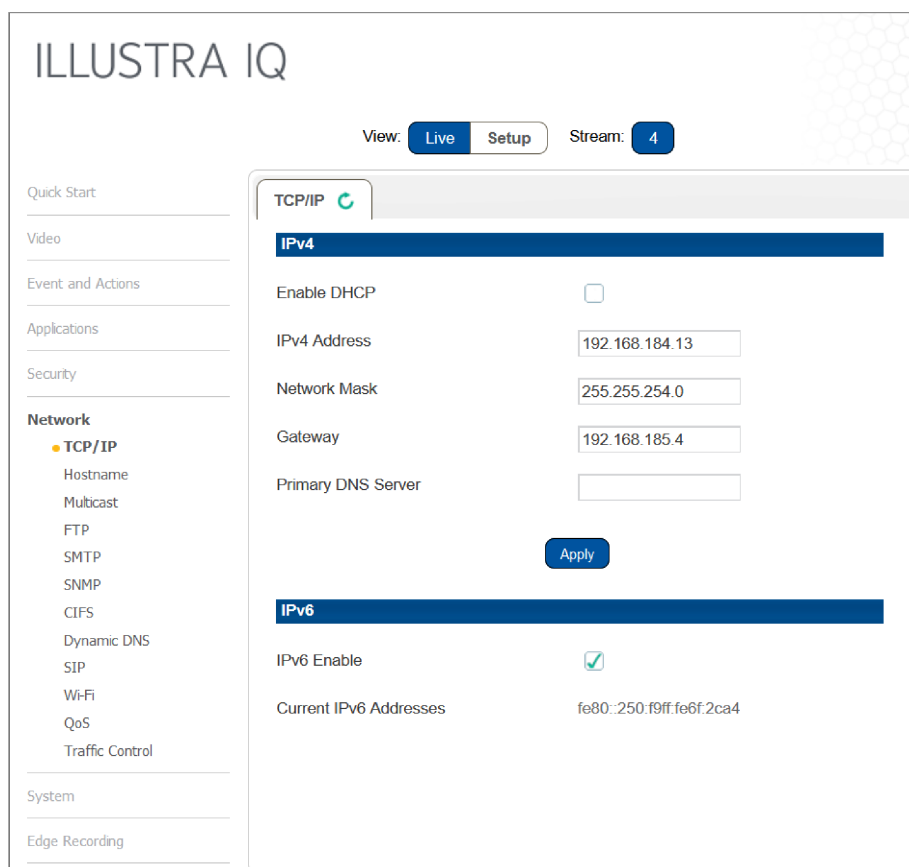 ILLUSTRA IQ
View: Live Setup Stream: 4
Quick Start
Video
Event and Actions
Applications
Security
Network
TCP/IP
Hostname
Multicast
FTP
SMTP
SNMP
CIFS
Dynamic DNS
SIP
Wi-Fi
QoS
Traffic Control
System
Edge Recording
TCP/IP
IPv4
Enable DHCP
IPv4 Address 192.168.184.13
Network Mask 255.255.254.0
Gateway 192.168.185.4
Primary DNS Server
Apply
IPv6
IPv6 Enable
Current IPv6 Addresses fe80::250:f9ff:fe6f:2ca4